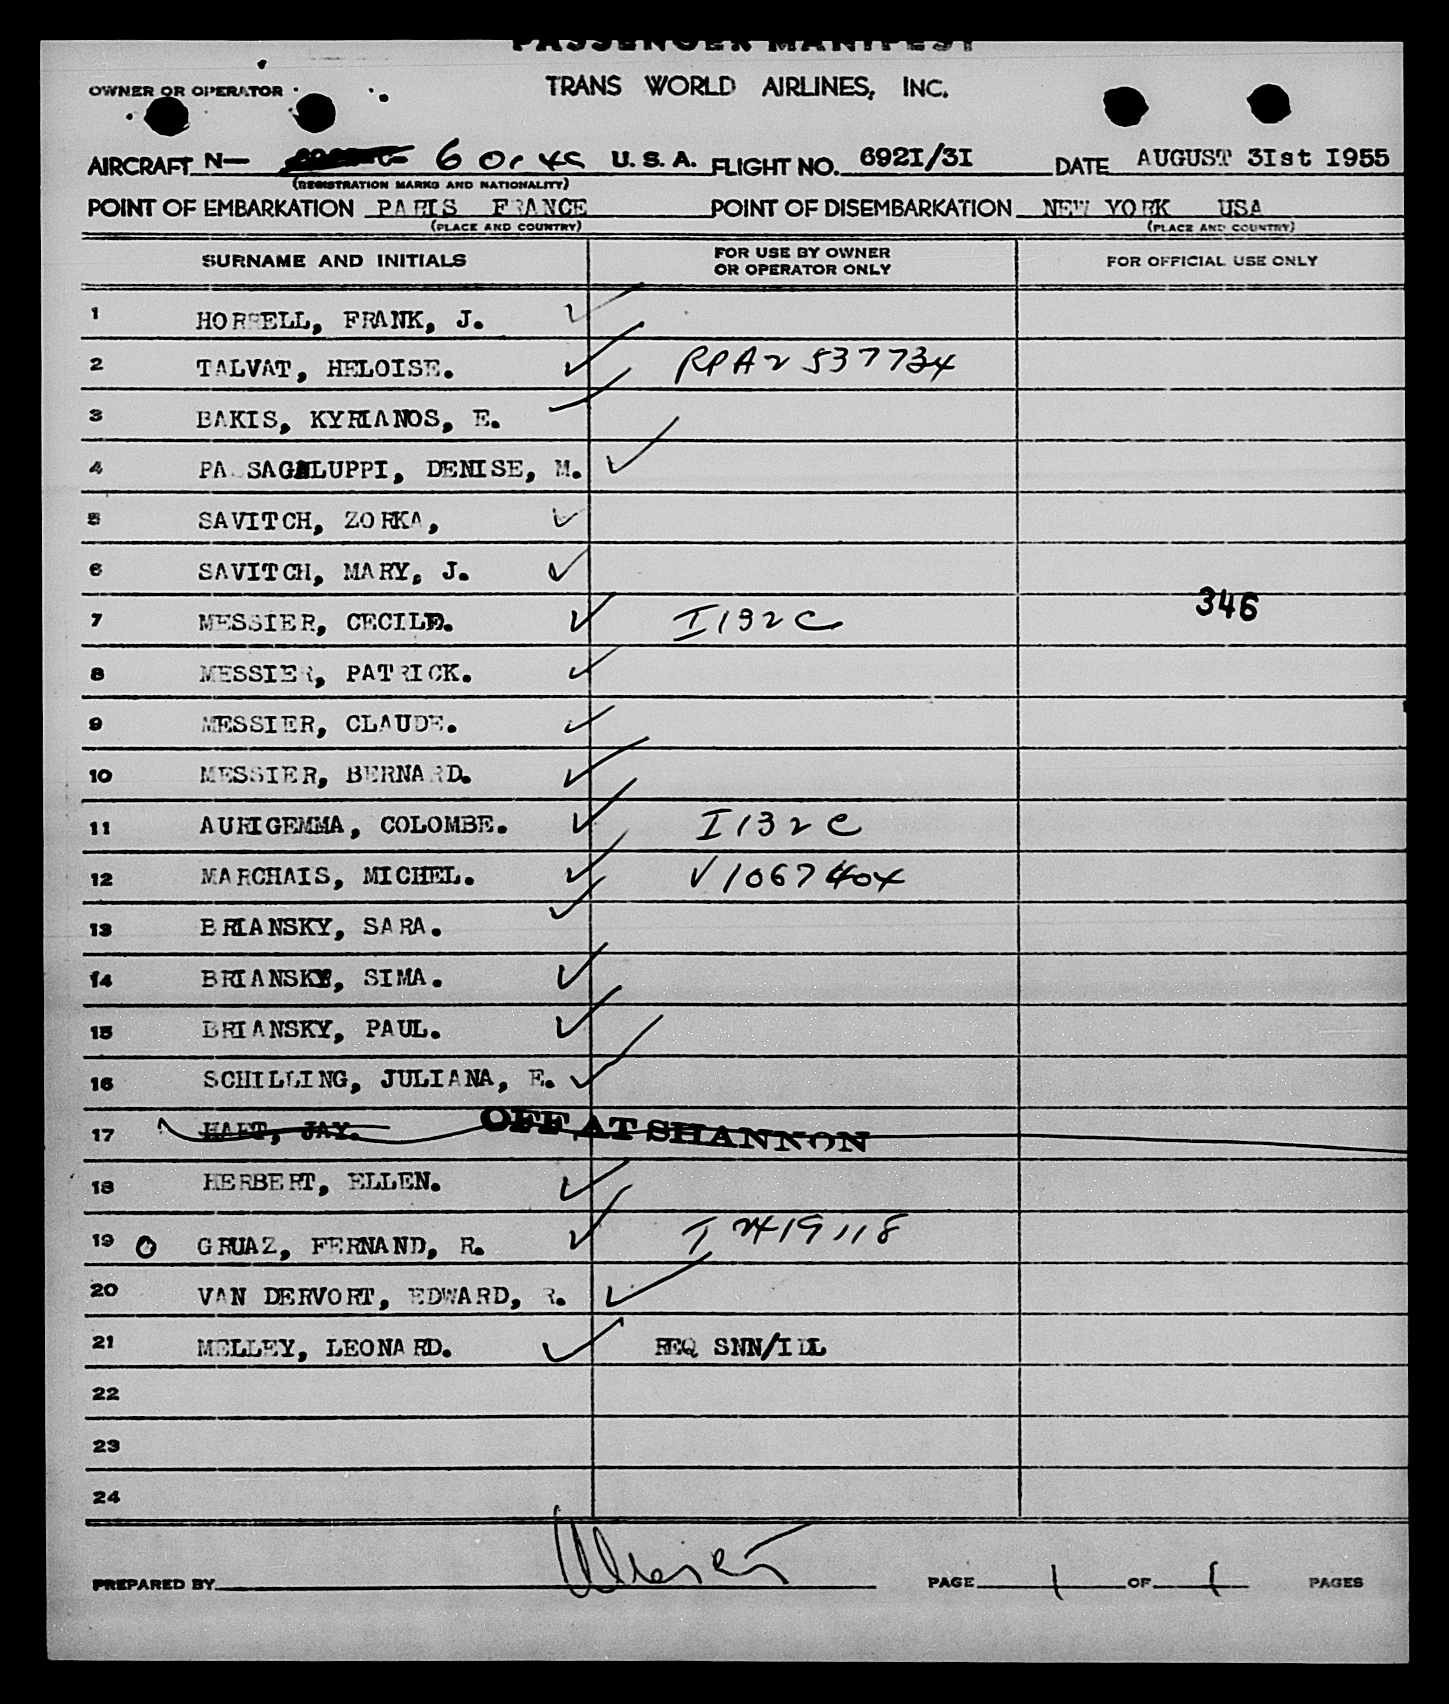 PASSENGER MANIFEST
OWNER OR OPERATOR TRANS WORLD AIRLINES, INC.
AIRCRAFT N— U. S. A. FLIGHT NO. 692I/3I DATE AUGUST 3Ist I955
(REGISTRATION MARKS AND NATIONALITY)
POINT OF EMBARKATION PARIS FRANCE POINT OF DISEMBARKATION NEW YORK USA
(PLACE AND COUNTRY) (PLACE AND COUNTRY)
SURNAME AND INITIALS FOR USE BY OWNER OR OPERATOR ONLY FOR OFFICIAL USE ONLY
1 HORRELL, FRANK, J.
2 TALVAT, HELOISE. RPA2 537734
3 BAKIS, KYRIANOS, E.
4 PASSAGALUPPI, DENISE, M.
5 SAVITCH, ZORKA,
6 SAVITCH, MARY, J.
346
7 MESSIER, CECILE. I132C
8 MESSIER, PATRICK.
9 MESSIER, CLAUDE.
10 MESSIER, BERNARD.
11 AURIGEMMA, COLOMBE. I132C
12 MARCHAIS, MICHEL. V1067404
13 BRIANSKY, SARA.
14 BRIANSKY, SIMA.
15 BRIANSKY, PAUL.
16 SCHILLING, JULIANA, E.
17 HART, JAY. OFF AT SHANNON
18 HERBERT, ELLEN.
19 O GRUAZ, FERNAND, R. I 2419118
20 VAN DERVORT, EDWARD, R.
21 MELLEY, LEONARD. REQ SNN/IDL
22
23
24
PREPARED BY PAGE 1 OF 1 PAGES